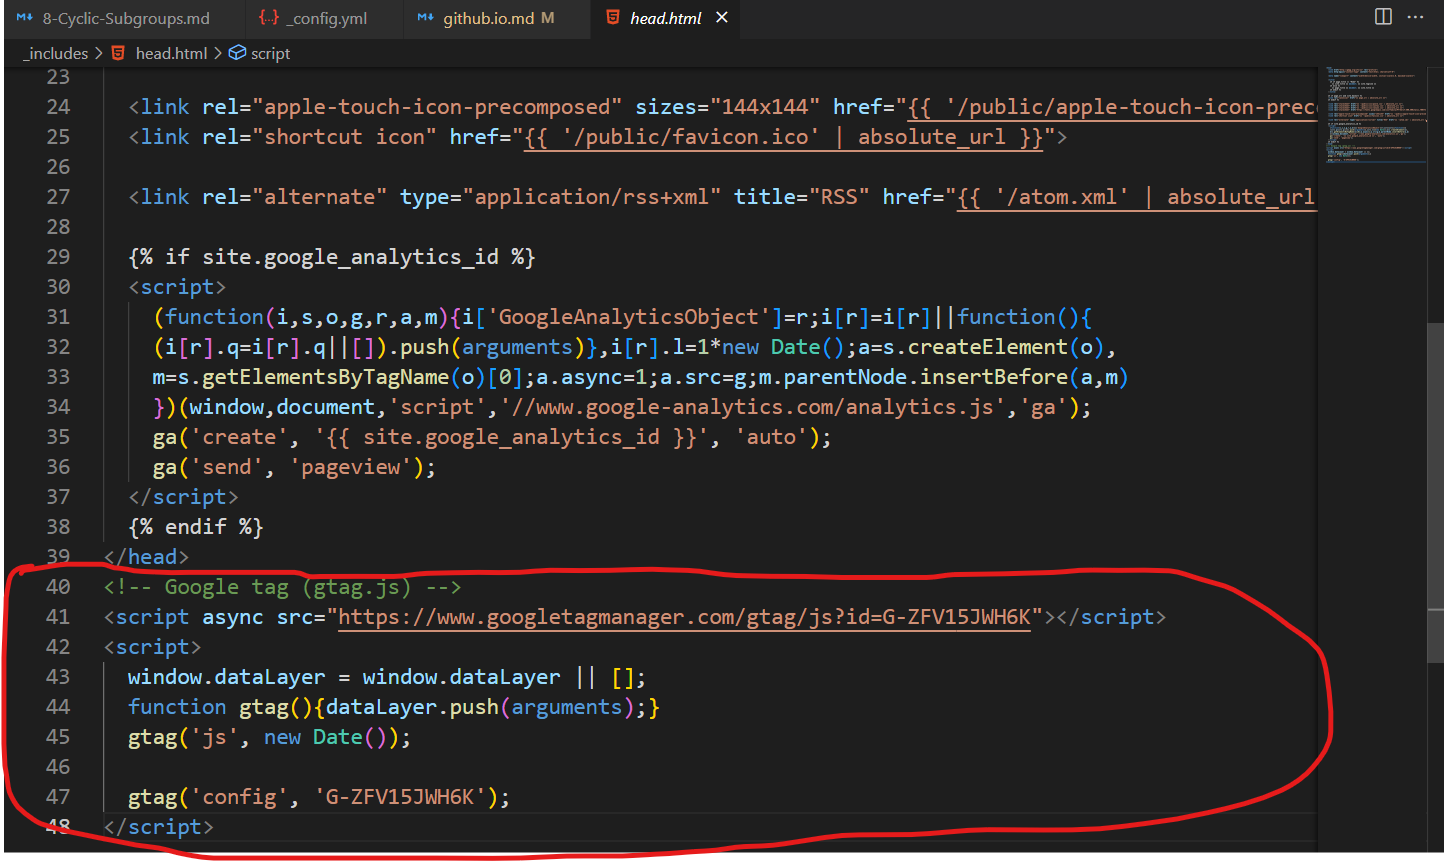 8-Cyclic-Subgroups.md _config.yml github.io.md M head.html
_includes > head.html > script
23
24 <link rel="apple-touch-icon-precomposed" sizes="144x144" href="{{ '/public/apple-touch-icon-prec
25 <link rel="shortcut icon" href="{{ '/public/favicon.ico' | absolute_url }}">
26
27 <link rel="alternate" type="application/rss+xml" title="RSS" href="{{ '/atom.xml' | absolute_url
28
29 {% if site.google_analytics_id %}
30 <script>
31 (function(i,s,o,g,r,a,m){i['GoogleAnalyticsObject']=r;i[r]=i[r]||function(){
32 (i[r].q=i[r].q||[]).push(arguments)},i[r].l=1*new Date();a=s.createElement(o),
33 m=s.getElementsByTagName(o)[0];a.async=1;a.src=g;m.parentNode.insertBefore(a,m)
34 })(window,document,'script','//www.google-analytics.com/analytics.js','ga');
35 ga('create', '{{ site.google_analytics_id }}', 'auto');
36 ga('send', 'pageview');
37 </script>
38 {% endif %}
39 </head>
40 <!-- Google tag (gtag.js) -->
41 <script async src="https://www.googletagmanager.com/gtag/js?id=G-ZFV15JWH6K"></script>
42 <script>
43 window.dataLayer = window.dataLayer || [];
44 function gtag(){dataLayer.push(arguments);}
45 gtag('js', new Date());
46
47 gtag('config', 'G-ZFV15JWH6K');
48 </script>